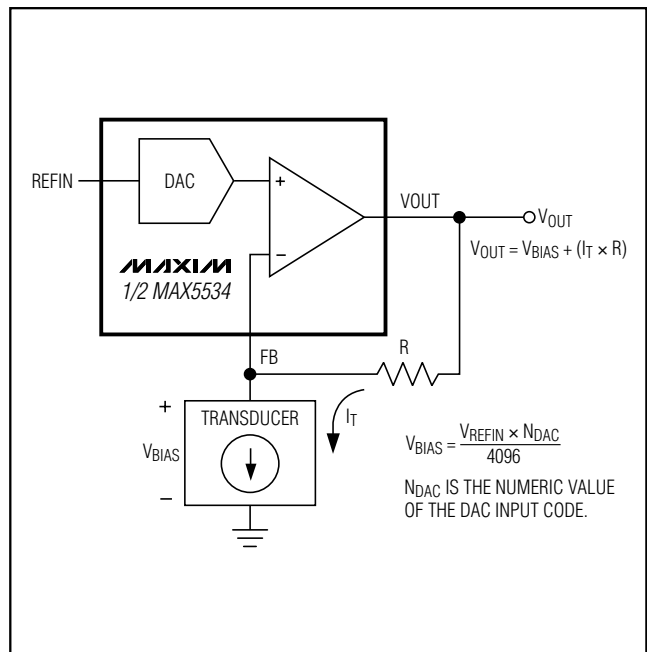 REFIN
DAC
+
−
VOUT
VOUT
VOUT = VBIAS + (IT × R)
MAXIM
1/2 MAX5534
FB
R
+
TRANSDUCER
IT
VBIAS
−
VBIAS = VREFIN × NDAC
4096
NDAC IS THE NUMERIC VALUE
OF THE DAC INPUT CODE.